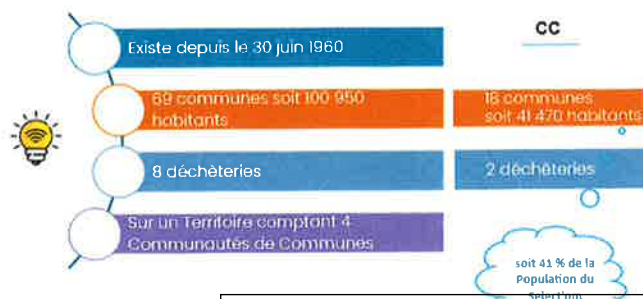 Existe depuis le 30 juin 1960
CC
69 communes soit 100 950
habitants
18 communes
soit 41 470 habitants
8 déchèteries
2 déchèteries
Sur un Territoire comptant 4
Communautés de Communes
soit 41 % de la
Population du